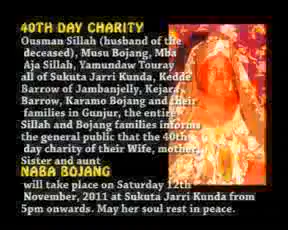 40TH DAY CHARITY
Ousman Sillah (husband of the
deceased), Musu Bojang, Mba
Aja Sillah, Yamundaw Touray
all of Sukuta Jarri Kunda, Kedde
Barrow of Jambanjelly, Kejara
Barrow, Karamo Bojang and their
families in Gunjur, the entire
Sillah and Bojang families informs
the general public that the 40th
day charity of their Wife, mother,
Sister and aunt
NABA BOJANG
will take place on Saturday 12th
November, 2011 at Sukuta Jarri Kunda from
5pm onwards. May her soul rest in peace.